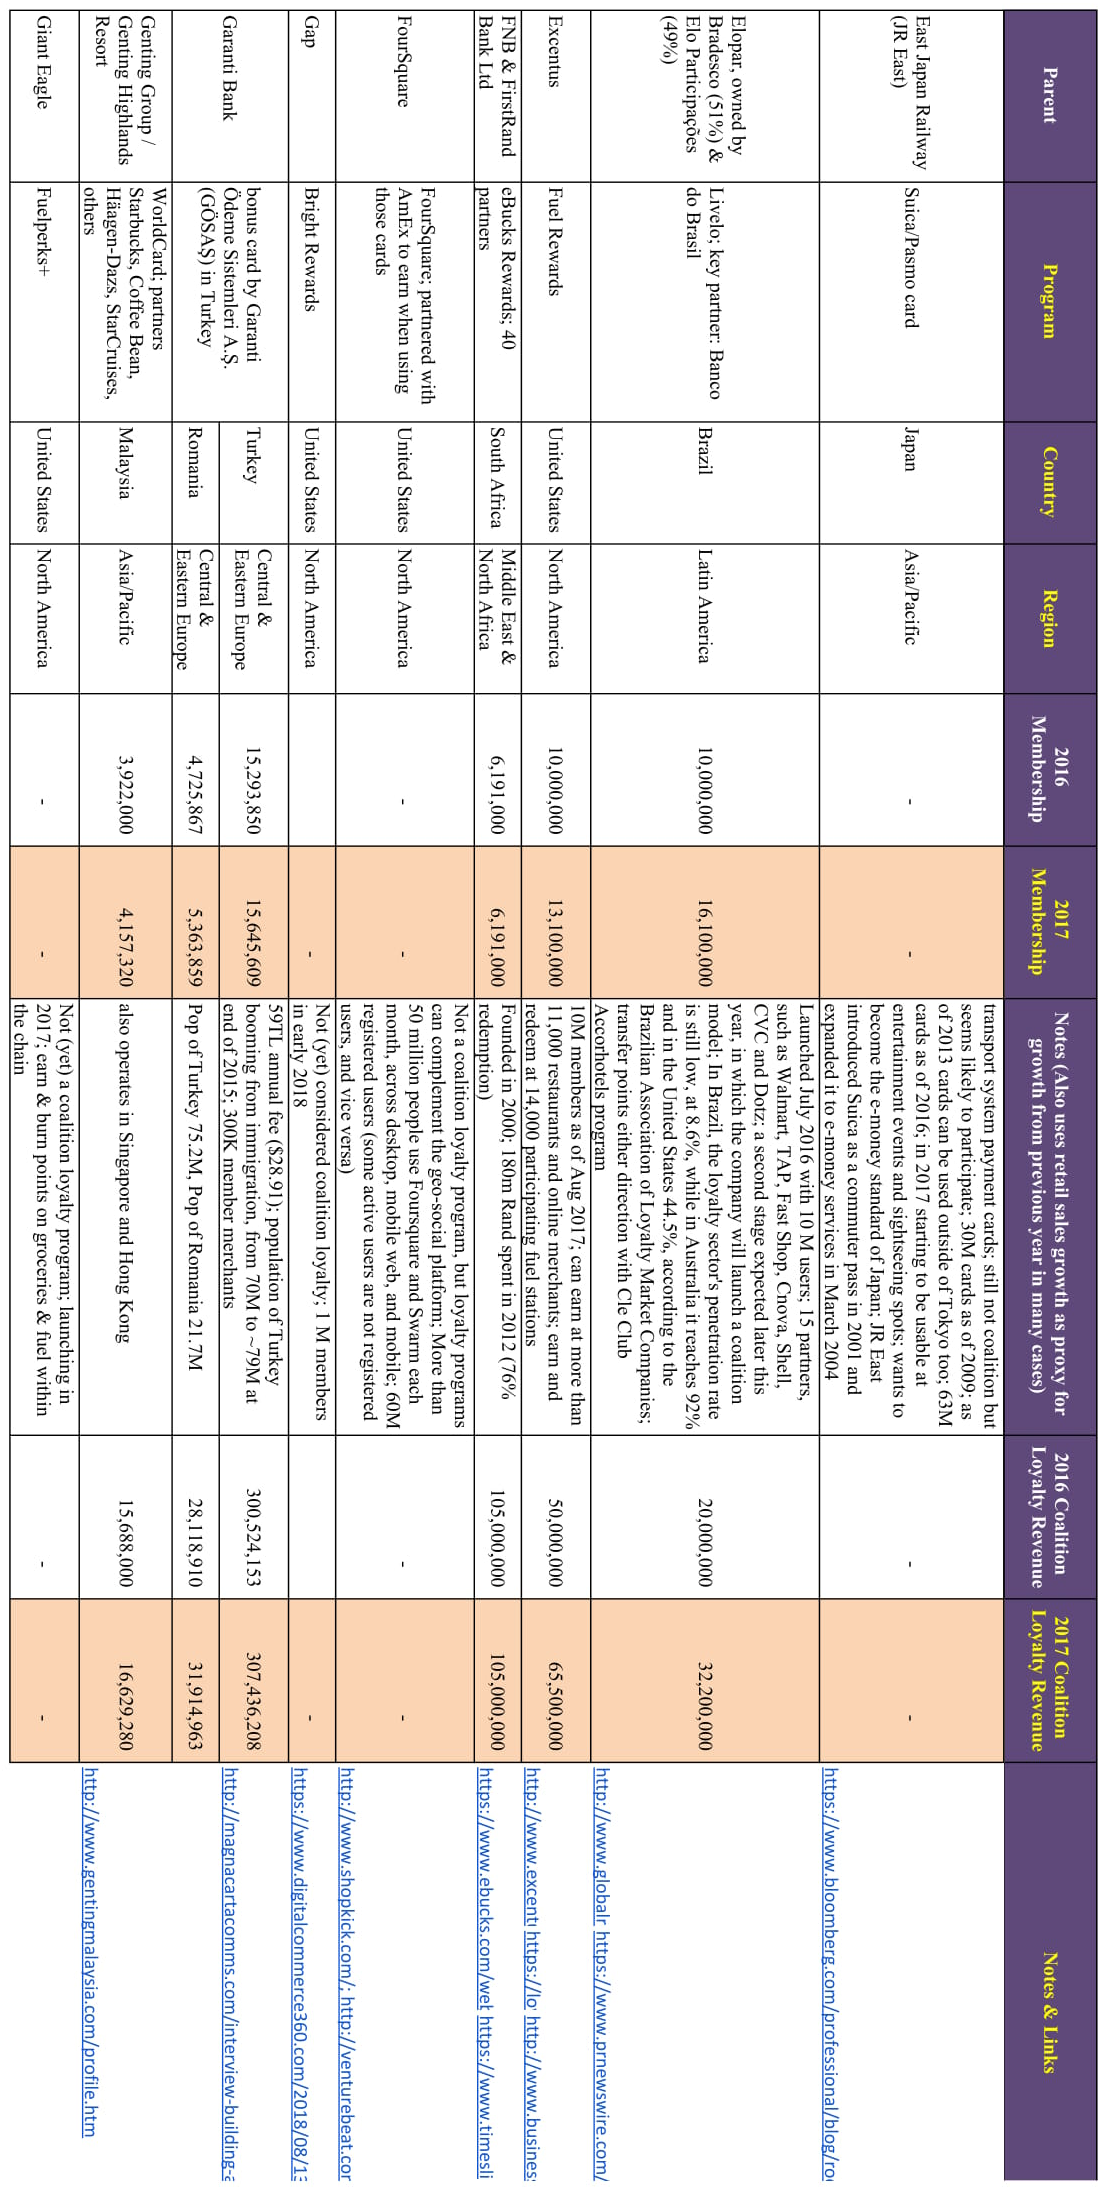 Parent
Program
Country
Region
2016
Membership
2017
Membership
Notes (Also uses retail sales growth as proxy for
growth from previous year in many cases)
2016 Coalition
Loyalty Revenue
2017 Coalition
Loyalty Revenue
Notes & Links
East Japan Railway
(JR East)
Suica/Pasmo card
Japan
Asia/Pacific
-
-
transport system payment cards; still not coalition but
seems likely to participate; 30M cards as of 2009; as
of 2013 cards can be used outside of Tokyo too; 63M
cards as of 2016; in 2017 starting to be usable at
entertainment events and sightseeing spots; wants to
become the e-money standard of Japan; JR East
introduced Suica as a commuter pass in 2001 and
expanded it to e-money services in March 2004
-
-
https://www.bloomberg.com/professional/blog/ro
Elopar, owned by
Bradesco (51%) &
Elo Participações
(49%)
Livelo; key partner: Banco
do Brasil
Brazil
Latin America
10,000,000
16,100,000
Launched July 2016 with 10 M users; 15 partners,
such as Walmart, TAP, Fast Shop, Cnova, Shell,
CVC and Dotz; a second stage expected later this
year, in which the company will launch a coalition
model; In Brazil, the loyalty sector's penetration rate
is still low, at 8.6%, while in Australia it reaches 92%
and in the United States 44.5%, according to the
Brazilian Association of Loyalty Market Companies;
transfer points either direction with Cle Club
Accorhotels program
20,000,000
32,200,000
http://www.globalr https://www.prnewswire.com/
Excentus
Fuel Rewards
United States
North America
10,000,000
13,100,000
10M members as of Aug 2017; can earn at more than
11,000 restaurants and online merchants; earn and
redeem at 14,000 participating fuel stations
50,000,000
65,500,000
http://www.excent https://lo http://www.busines
FNB & FirstRand
Bank Ltd
eBucks Rewards; 40
partners
South Africa
Middle East &
North Africa
6,191,000
6,191,000
Founded in 2000; 180m Rand spent in 2012 (76%
redemption)
105,000,000
105,000,000
https://www.ebucks.com/wel https://www.timesli
FourSquare
FourSquare; partnered with
AmEx to earn when using
those cards
United States
North America
-
-
Not a coalition loyalty program, but loyalty programs
can complement the geo-social platform; More than
50 million people use Foursquare and Swarm each
month, across desktop, mobile web, and mobile; 60M
registered users (some active users are not registered
users, and vice versa)
-
-
http://www.shopkick.com/; http://venturebeat.cor
Gap
Bright Rewards
United States
North America
-
Not (yet) considered coalition loyalty; 1 M members
in early 2018
-
https://www.digitalcommerce360.com/2018/08/13
Garanti Bank
bonus card by Garanti
Ödeme Sistemleri A.Ş.
(GÖSAŞ) in Turkey
Turkey
Central &
Eastern Europe
15,293,850
15,645,609
59TL annual fee ($28.91); population of Turkey
booming from immigration, from 70M to ~79M at
end of 2015; 300K member merchants
300,524,153
307,436,208
http://magnacartacomms.com/interview-building-a
Romania
Central &
Eastern Europe
4,725,867
5,363,859
Pop of Turkey 75.2M, Pop of Romania 21.7M
28,118,910
31,914,963
Genting Group /
Genting Highlands
Resort
WorldCard; partners
Starbucks, Coffee Bean,
Häagen-Dazs, StarCruises,
others
Malaysia
Asia/Pacific
3,922,000
4,157,320
also operates in Singapore and Hong Kong
15,688,000
16,629,280
http://www.gentingmalaysia.com/profile.htm
Giant Eagle
Fuelperks+
United States
North America
-
-
Not (yet) a coalition loyalty program; launching in
2017; earn & burn points on groceries & fuel within
the chain
-
-